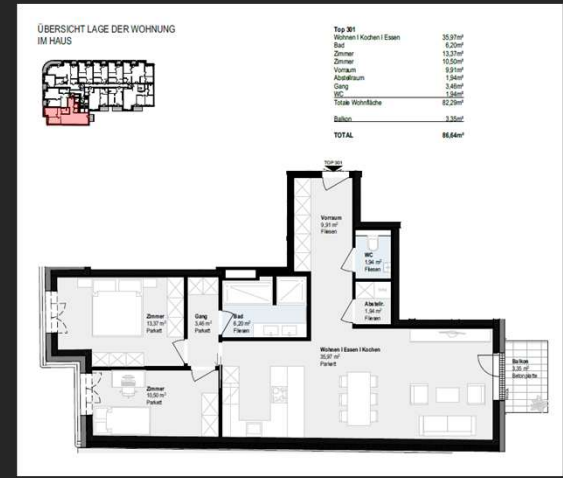 ÜBERSICHT LAGE DER WOHNUNG
IM HAUS
Top 301
Wohnen I Kochen I Essen 35,97m²
Bad 6,20m²
Zimmer 13,37m²
Zimmer 10,50m²
Vorraum 9,91m²
Abstellraum 1,94m²
Gang 3,46m²
WC 1,94m²
Totale Wohnfläche
Balkon 3,35m²
TOTAL 86,64m²
TOP 301
Vorraum
9,91 m²
Fliesen
WC
1,94 m²
Fliesen
Abstellr.
1,94 m²
Fliesen
Zimmer
13,37 m²
Parkett
Gang
3,46 m²
Parkett
Bad
6,20 m²
Fliesen
Wohnen I Essen I Kochen
35,97 m²
Parkett
Balkon
3,35 m²
Betonplatte
Zimmer
10,50 m²
Parkett